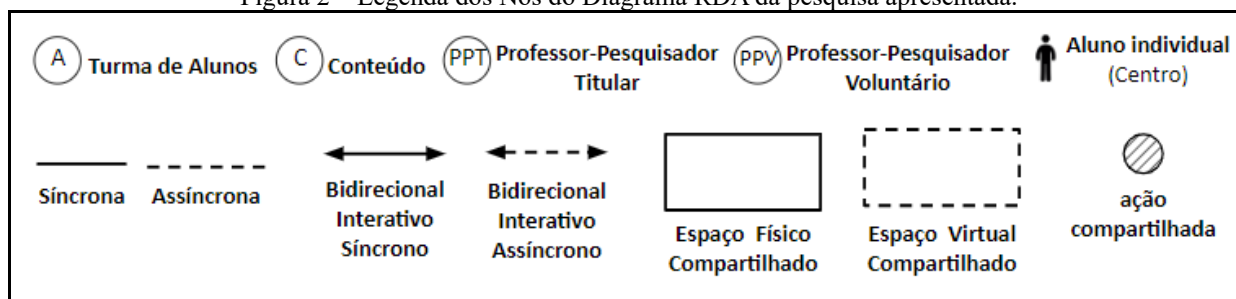 Figura 2 – Legenda dos Nós do Diagrama RDA da pesquisa apresentada.
A Turma de Alunos
C Conteúdo
PPT Professor-Pesquisador
Titular
PPV Professor-Pesquisador
Voluntário
Aluno individual
(Centro)
Síncrona
Assíncrona
Bidirecional
Interativo
Síncrono
Bidirecional
Interativo
Assíncrono
Espaço Físico
Compartilhado
Espaço Virtual
Compartilhado
ação
compartilhada